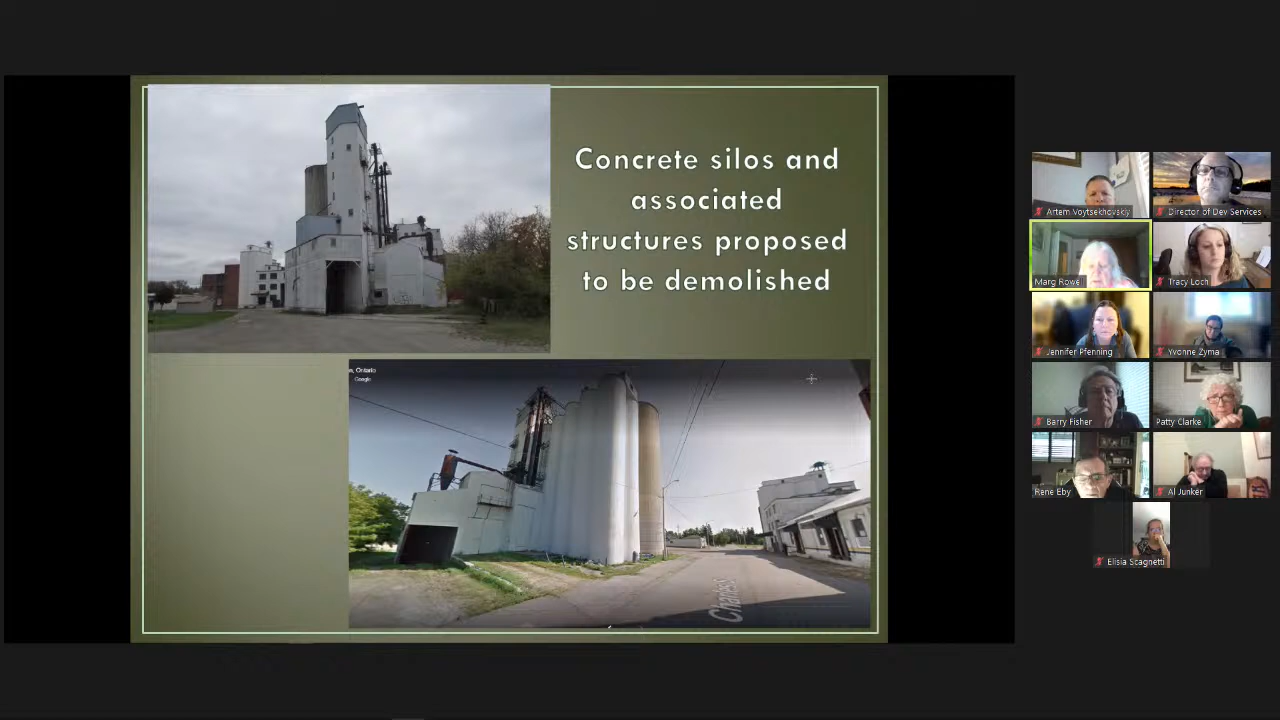 Concrete silos and
associated
structures proposed
to be demolished
, Ontario
Google
Charles
Artem Voytsekhovskiy
Director of Dev Services
Marg Rowe
Tracy Loch
Jennifer Pfenning
Yvonne Zyma
Barry Fisher
Patty Clarke
Rene Eby
Al Junker
Elisia Scagnetti